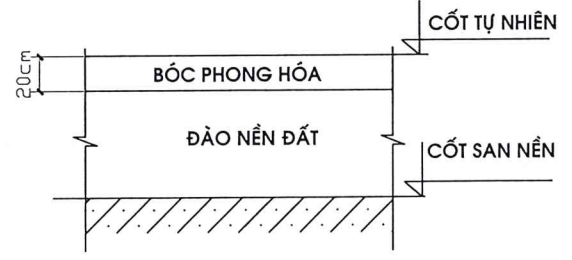 CỐT TỰ NHIÊN
20cm
BÓC PHONG HÓA
ĐÀO NỀN ĐẤT
CỐT SAN NỀN